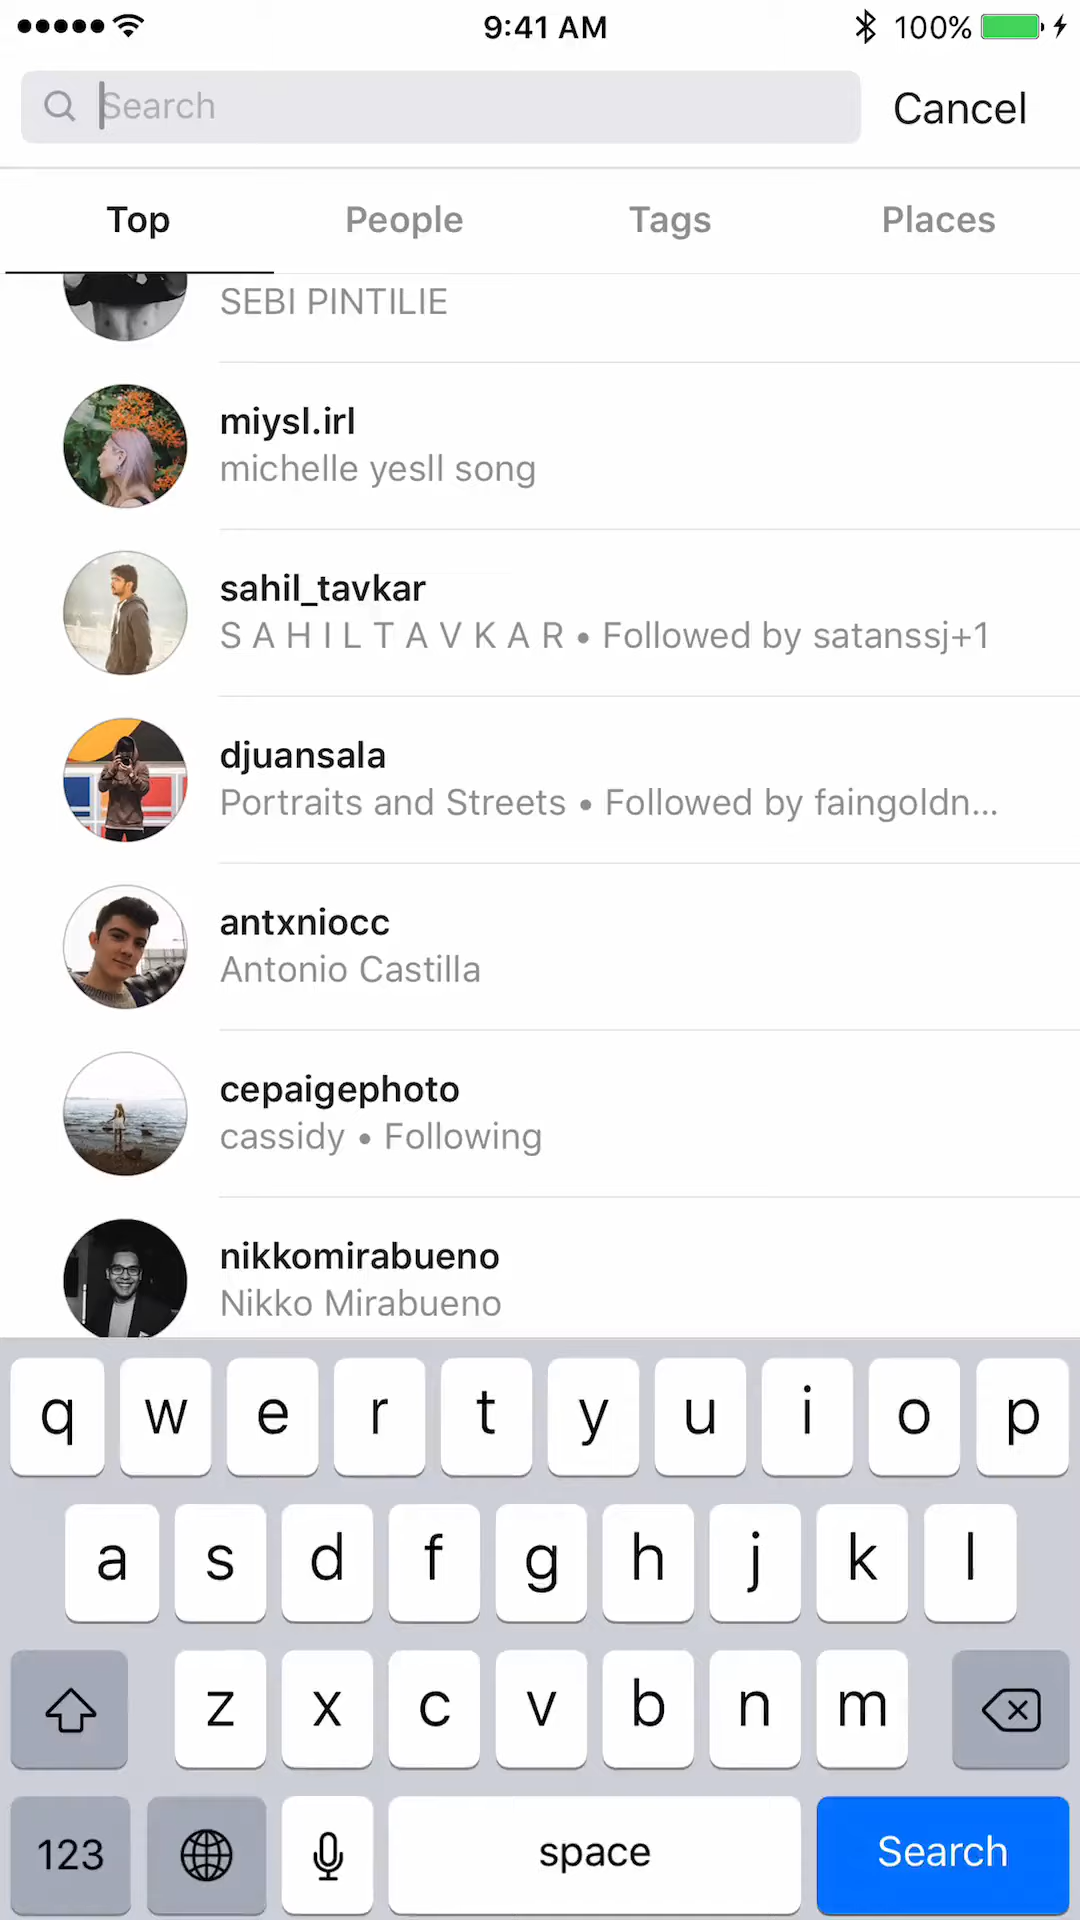 9:41 AM 100%
Search Cancel
Top People Tags Places
SEBI PINTILIE
miysl.irl
michelle yesll song
sahil_tavkar
S A H I L T A V K A R • Followed by satanssj+1
djuansala
Portraits and Streets • Followed by faingoldn...
antxniocc
Antonio Castilla
cepaigephoto
cassidy • Following
nikkomirabueno
Nikko Mirabueno
q w e r t y u i o p
a s d f g h j k l
z x c v b n m
123 space Search